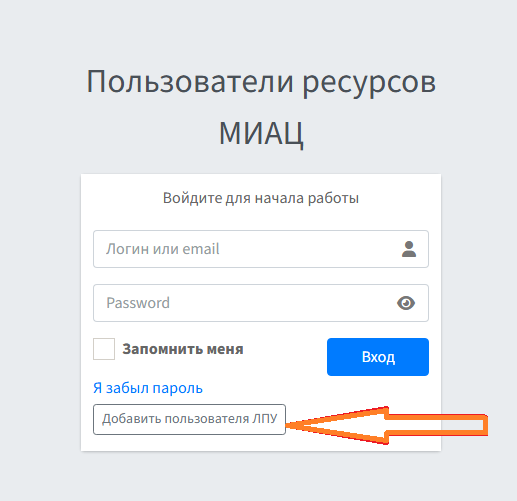 Пользователи ресурсов
МИАЦ
Войдите для начала работы
Логин или email
Password
Запомнить меня
Вход
Я забыл пароль
Добавить пользователя ЛПУ